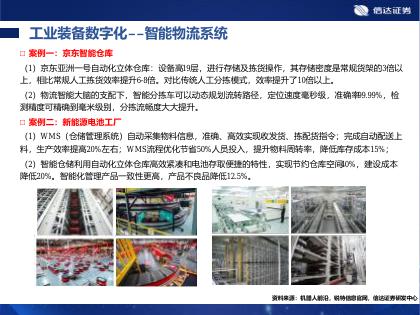 信达证券
工业装备数字化--智能物流系统
案例一：京东智能仓库
（1）京东亚洲一号自动化立体仓库：设备高19层，进行存储及拣货操作，其存储密度是常规货架的3倍以
上，相比常规人工拣货效率提升6-8倍。对比传统人工分拣模式，效率提升了10倍以上。
（2）物流智能大脑的支配下，智能分拣车可以动态规划流转路径，定位速度毫秒级，准确率99.99%，检
测精度可精确到毫米级别，分拣流畅度大大提升。
案例二：新能源电池工厂
（1）WMS（仓储管理系统）自动采集物料信息，准确、高效实现收发货、拣配货指令；完成自动配送上
料，生产效率提高20%左右；WMS流程优化节省50%人员投入，提升物料周转率，降低库存成本15%；
（2）智能仓储利用自动化立体仓库高效紧凑和电池存取便捷的特性，实现节约仓库空间40%，建设成本
降低20%。智能化管理产品一致性更高，产品不良品降低12.5%。
资料来源：机器人前沿，锐特信息官网，信达证券研发中心